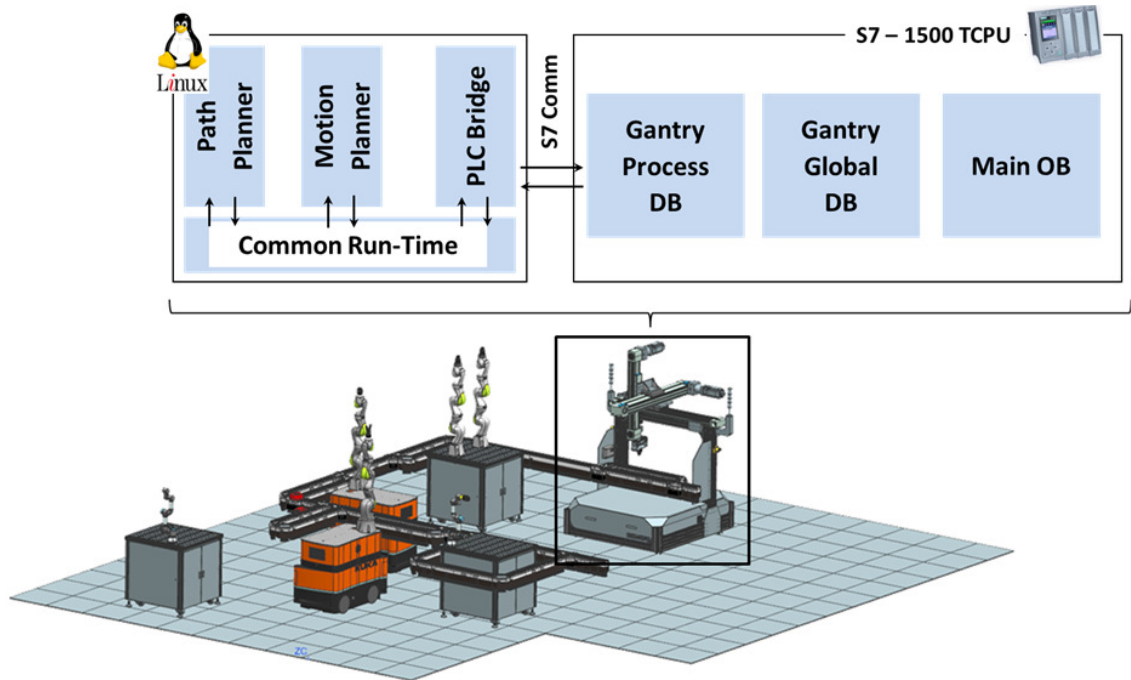 Linux
S7 – 1500 TCPU
Path
Planner
Motion
Planner
PLC Bridge
Common Run-Time
S7 Comm
Gantry
Process
DB
Gantry
Global
DB
Main OB
KUKA
ZC